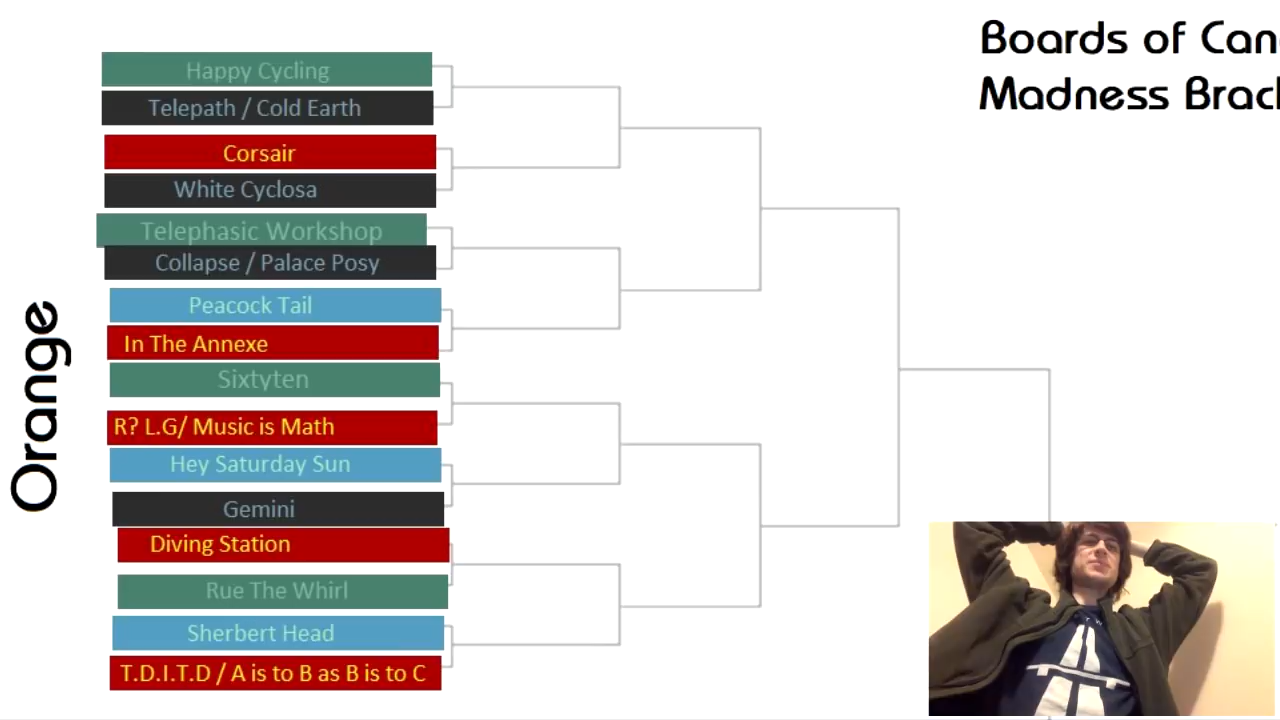 Boards of Can
Madness Brac
Orange
Happy Cycling
Telepath / Cold Earth
Corsair
White Cyclosa
Telephasic Workshop
Collapse / Palace Posy
Peacock Tail
In The Annexe
Sixtyten
R? L.G/ Music is Math
Hey Saturday Sun
Gemini
Diving Station
Rue The Whirl
Sherbert Head
T.D.I.T.D / A is to B as B is to C